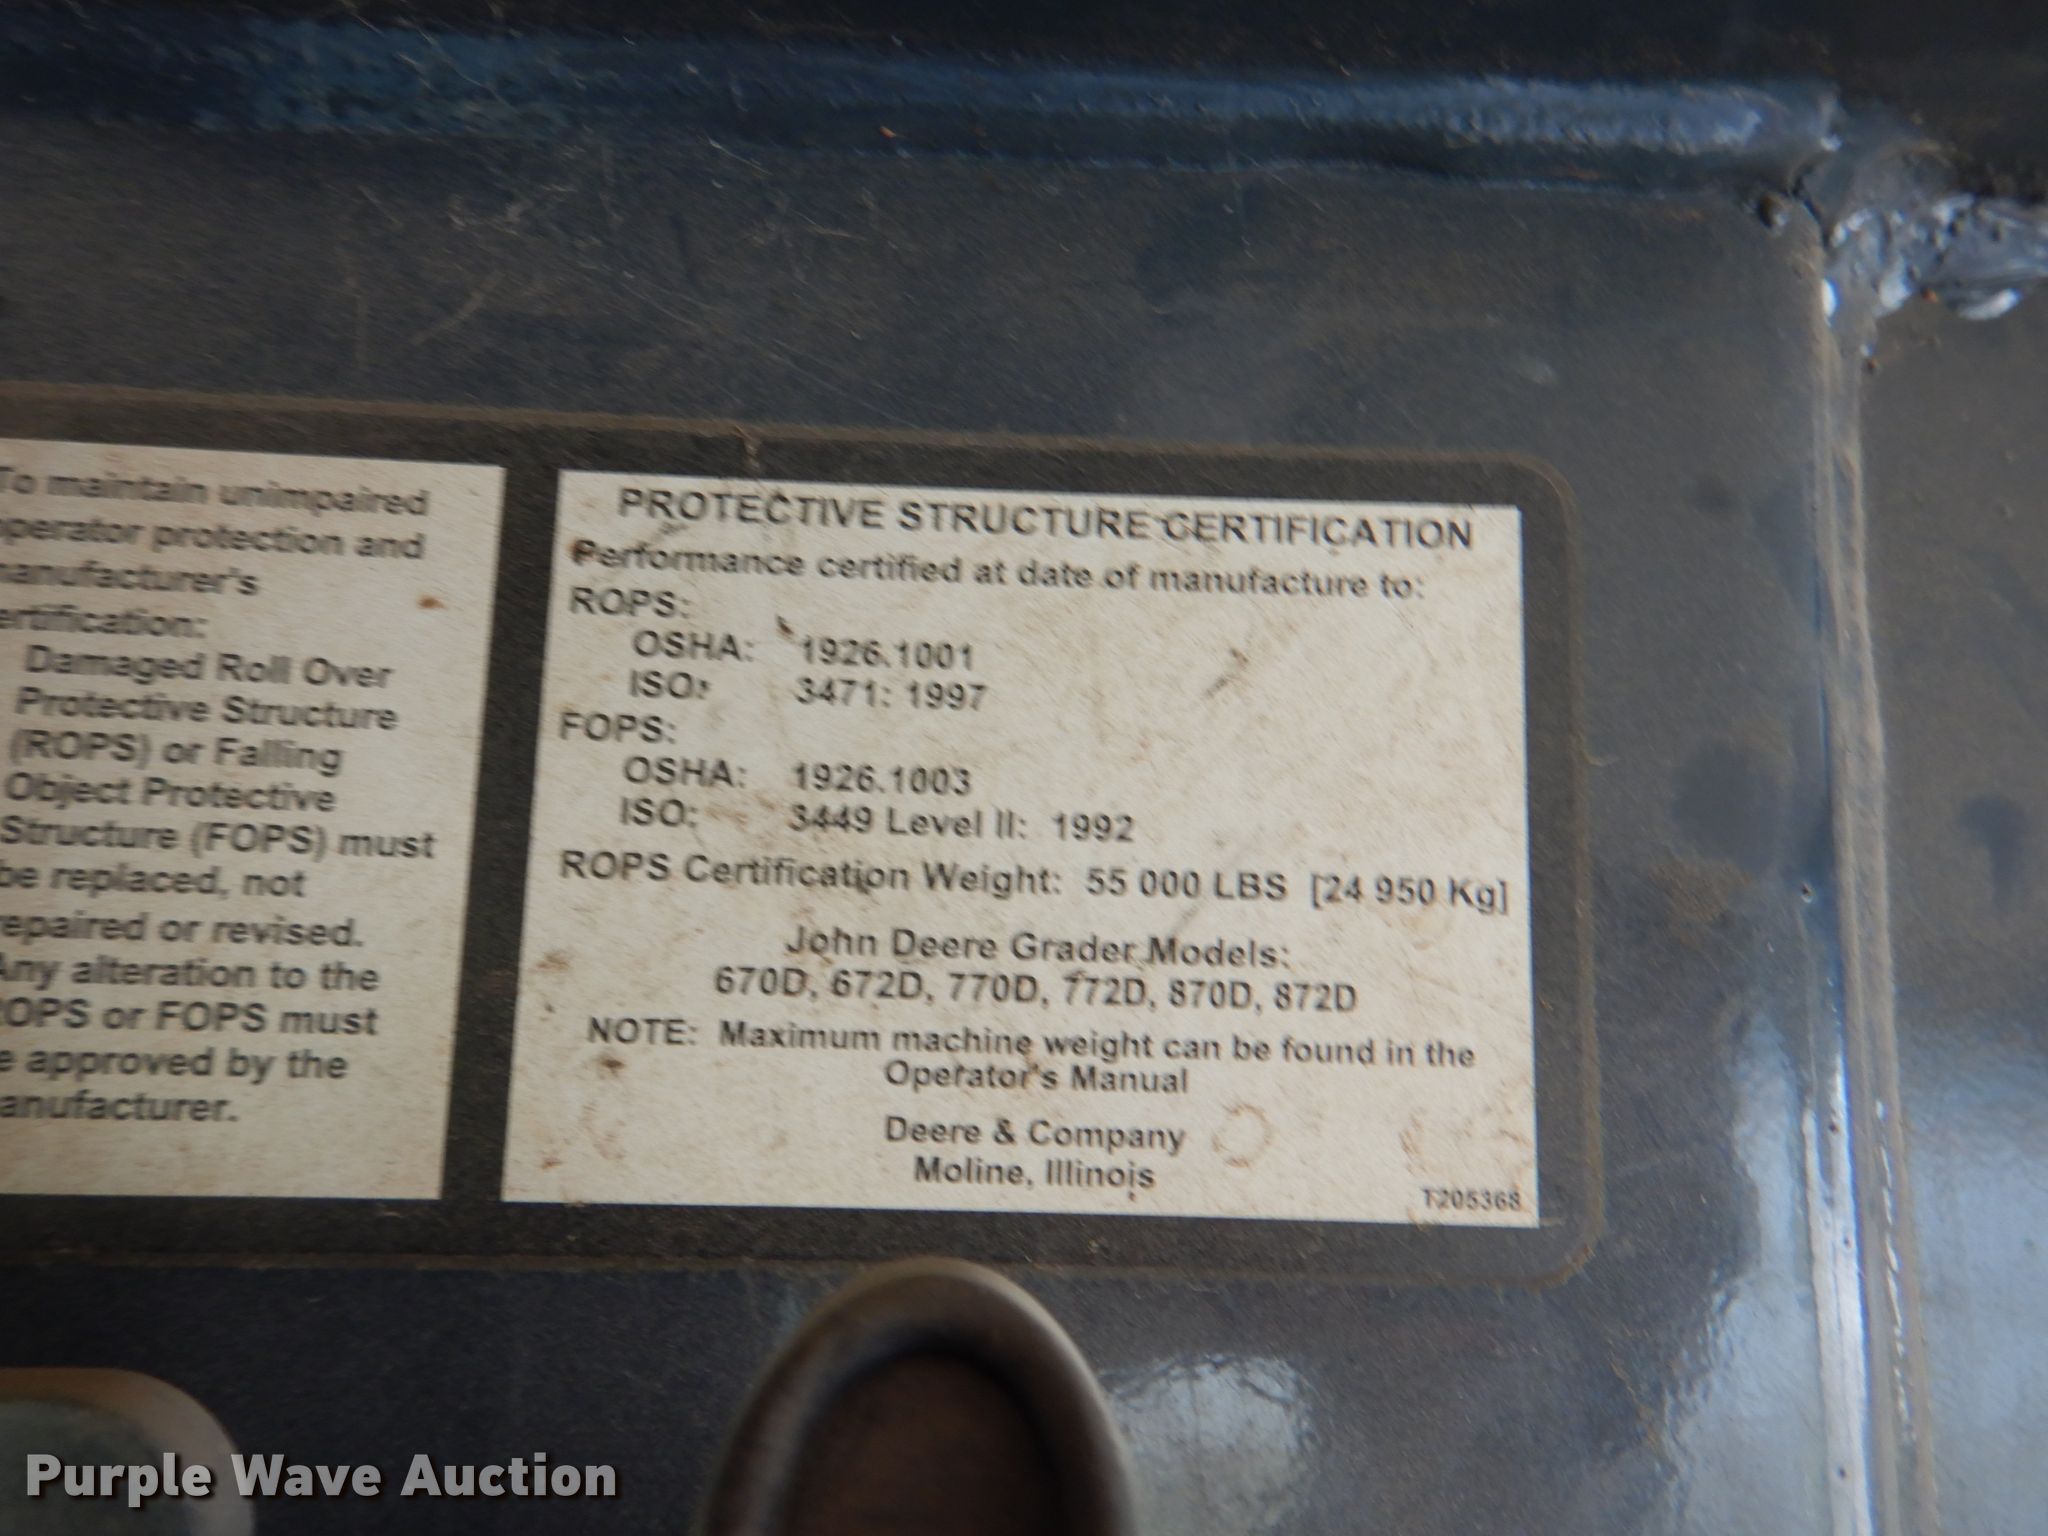 To maintain unimpaired
operator protection and
manufacturer's
certification:
Damaged Roll Over
Protective Structure
(ROPS) or Falling
Object Protective
Structure (FOPS) must
be replaced, not
repaired or revised.
Any alteration to the
ROPS or FOPS must
be approved by the
manufacturer.
PROTECTIVE STRUCTURE CERTIFICATION
Performance certified at date of manufacture to:
ROPS:
OSHA: 1926.1001
ISO: 3471: 1997
FOPS:
OSHA: 1926.1003
ISO: 3449 Level II: 1992
ROPS Certification Weight: 55 000 LBS [24 950 Kg]
John Deere Grader Models:
670D, 672D, 770D, 772D, 870D, 872D
NOTE: Maximum machine weight can be found in the
Operator's Manual
Deere & Company
Moline, Illinois
T205368
Purple Wave Auction